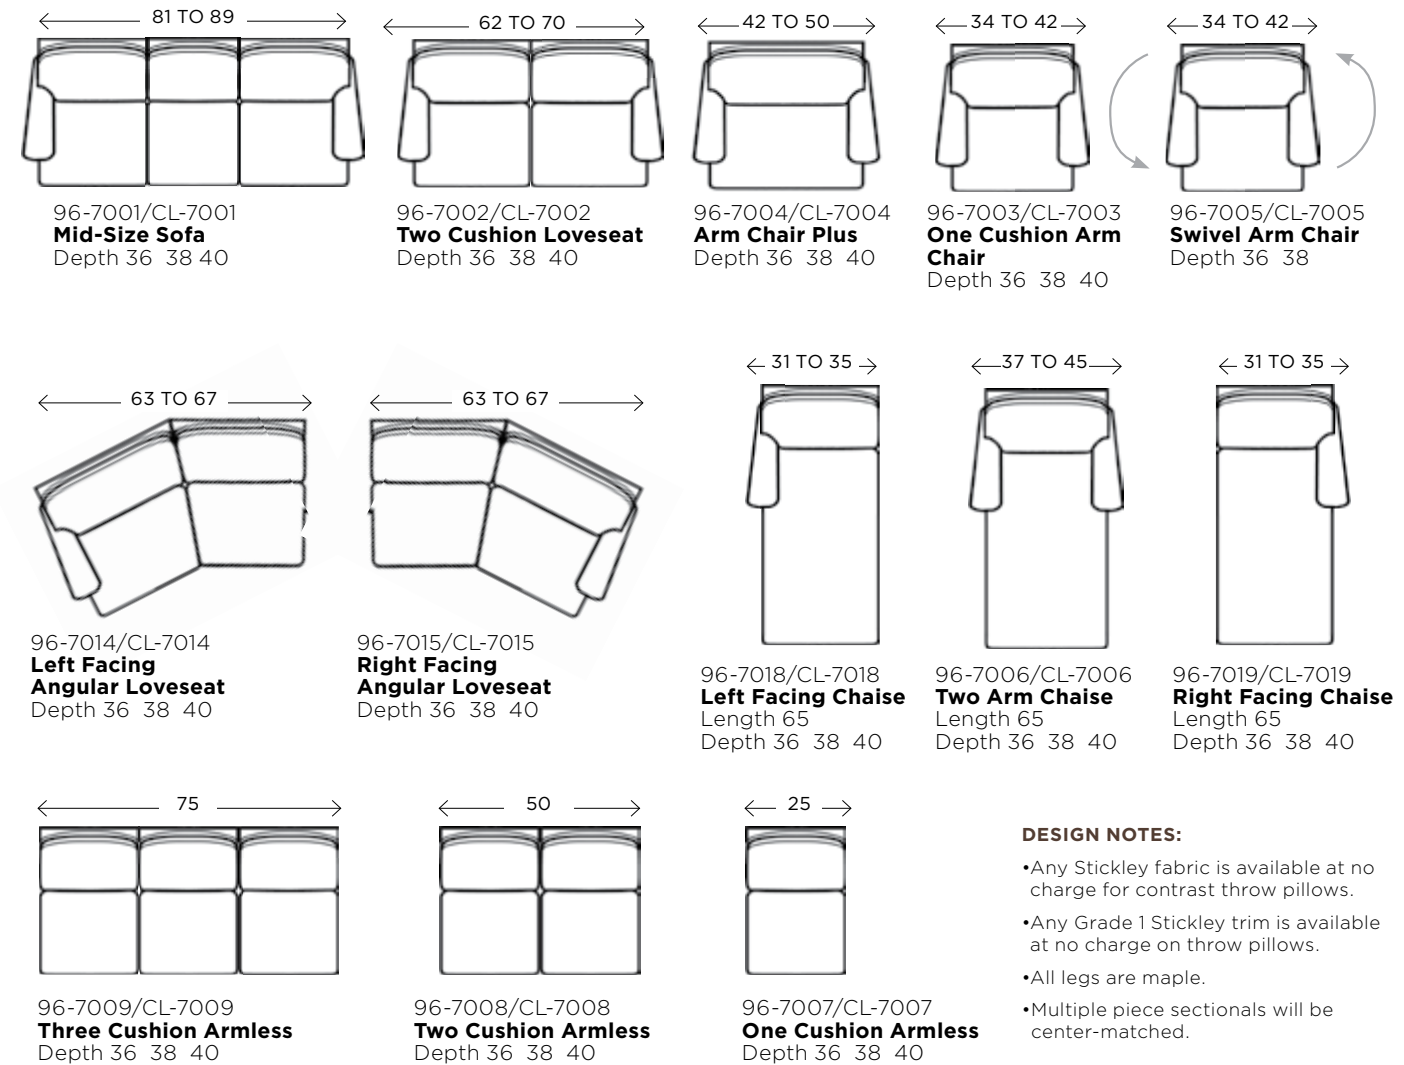 81 TO 89
62 TO 70
42 TO 50
34 TO 42
34 TO 42
96-7001/CL-7001
Mid-Size Sofa
Depth 36 38 40
96-7002/CL-7002
Two Cushion Loveseat
Depth 36 38 40
96-7004/CL-7004
Arm Chair Plus
Depth 36 38 40
96-7003/CL-7003
One Cushion Arm
Chair
Depth 36 38 40
96-7005/CL-7005
Swivel Arm Chair
Depth 36 38
63 TO 67
63 TO 67
31 TO 35
37 TO 45
31 TO 35
96-7014/CL-7014
Left Facing
Angular Loveseat
Depth 36 38 40
96-7015/CL-7015
Right Facing
Angular Loveseat
Depth 36 38 40
96-7018/CL-7018
Left Facing Chaise
Length 65
Depth 36 38 40
96-7006/CL-7006
Two Arm Chaise
Length 65
Depth 36 38 40
96-7019/CL-7019
Right Facing Chaise
Length 65
Depth 36 38 40
75
50
25
96-7009/CL-7009
Three Cushion Armless
Depth 36 38 40
96-7008/CL-7008
Two Cushion Armless
Depth 36 38 40
96-7007/CL-7007
One Cushion Armless
Depth 36 38 40
DESIGN NOTES:
•Any Stickley fabric is available at no
charge for contrast throw pillows.
•Any Grade 1 Stickley trim is available
at no charge on throw pillows.
•All legs are maple.
•Multiple piece sectionals will be
center-matched.